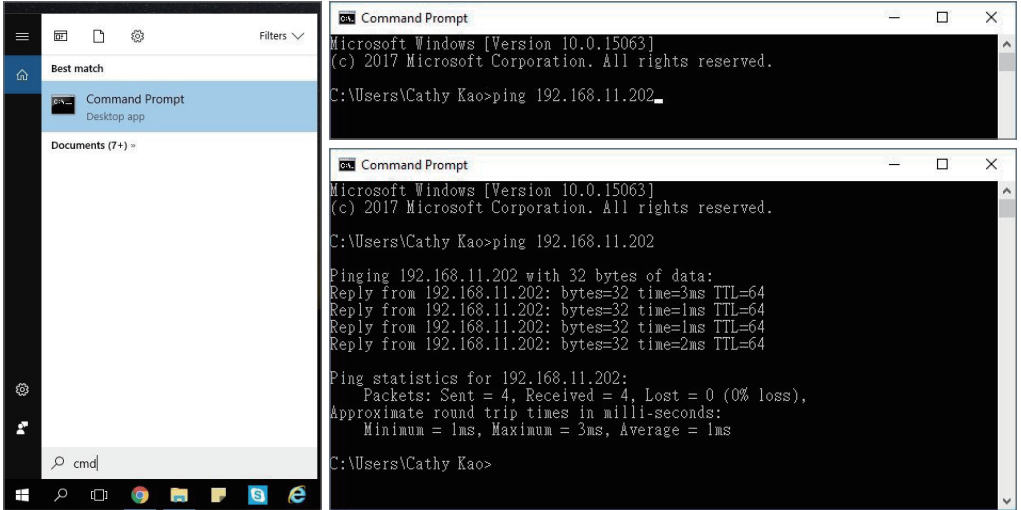 Filters
Best match
Command Prompt
Desktop app
Documents (7+) »
cmd
Command Prompt
Microsoft Windows [Version 10.0.15063]
(c) 2017 Microsoft Corporation. All rights reserved.
C:\Users\Cathy Kao>ping 192.168.11.202
Command Prompt
Microsoft Windows [Version 10.0.15063]
(c) 2017 Microsoft Corporation. All rights reserved.
C:\Users\Cathy Kao>ping 192.168.11.202
Pinging 192.168.11.202 with 32 bytes of data:
Reply from 192.168.11.202: bytes=32 time=3ms TTL=64
Reply from 192.168.11.202: bytes=32 time=1ms TTL=64
Reply from 192.168.11.202: bytes=32 time=1ms TTL=64
Reply from 192.168.11.202: bytes=32 time=2ms TTL=64
Ping statistics for 192.168.11.202:
Packets: Sent = 4, Received = 4, Lost = 0 (0% loss),
Approximate round trip times in milli-seconds:
Minimum = 1ms, Maximum = 3ms, Average = 1ms
C:\Users\Cathy Kao>